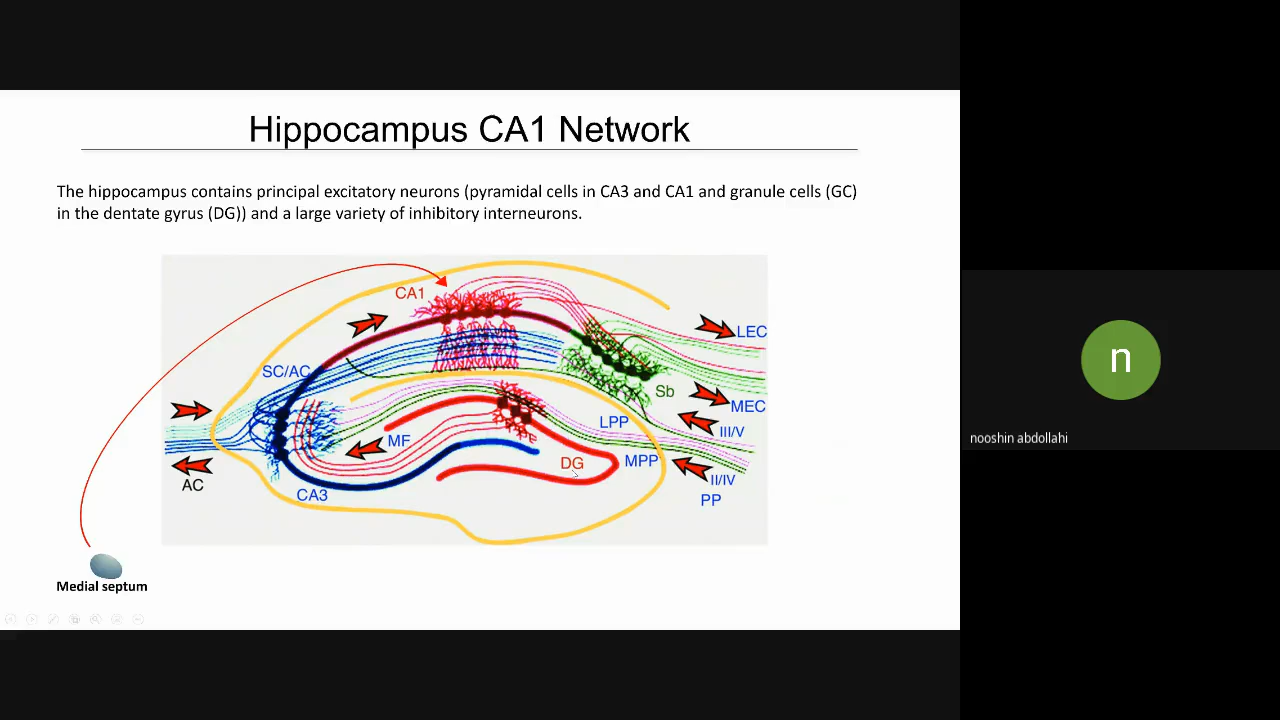 Hippocampus CA1 Network
The hippocampus contains principal excitatory neurons (pyramidal cells in CA3 and CA1 and granule cells (GC)
in the dentate gyrus (DG)) and a large variety of inhibitory interneurons.
CA1
LEC
SC/AC
Sb
MEC
LPP
III/V
MF
DG
MPP
AC
CA3
II/IV
PP
Medial septum
n
nooshin abdollahi